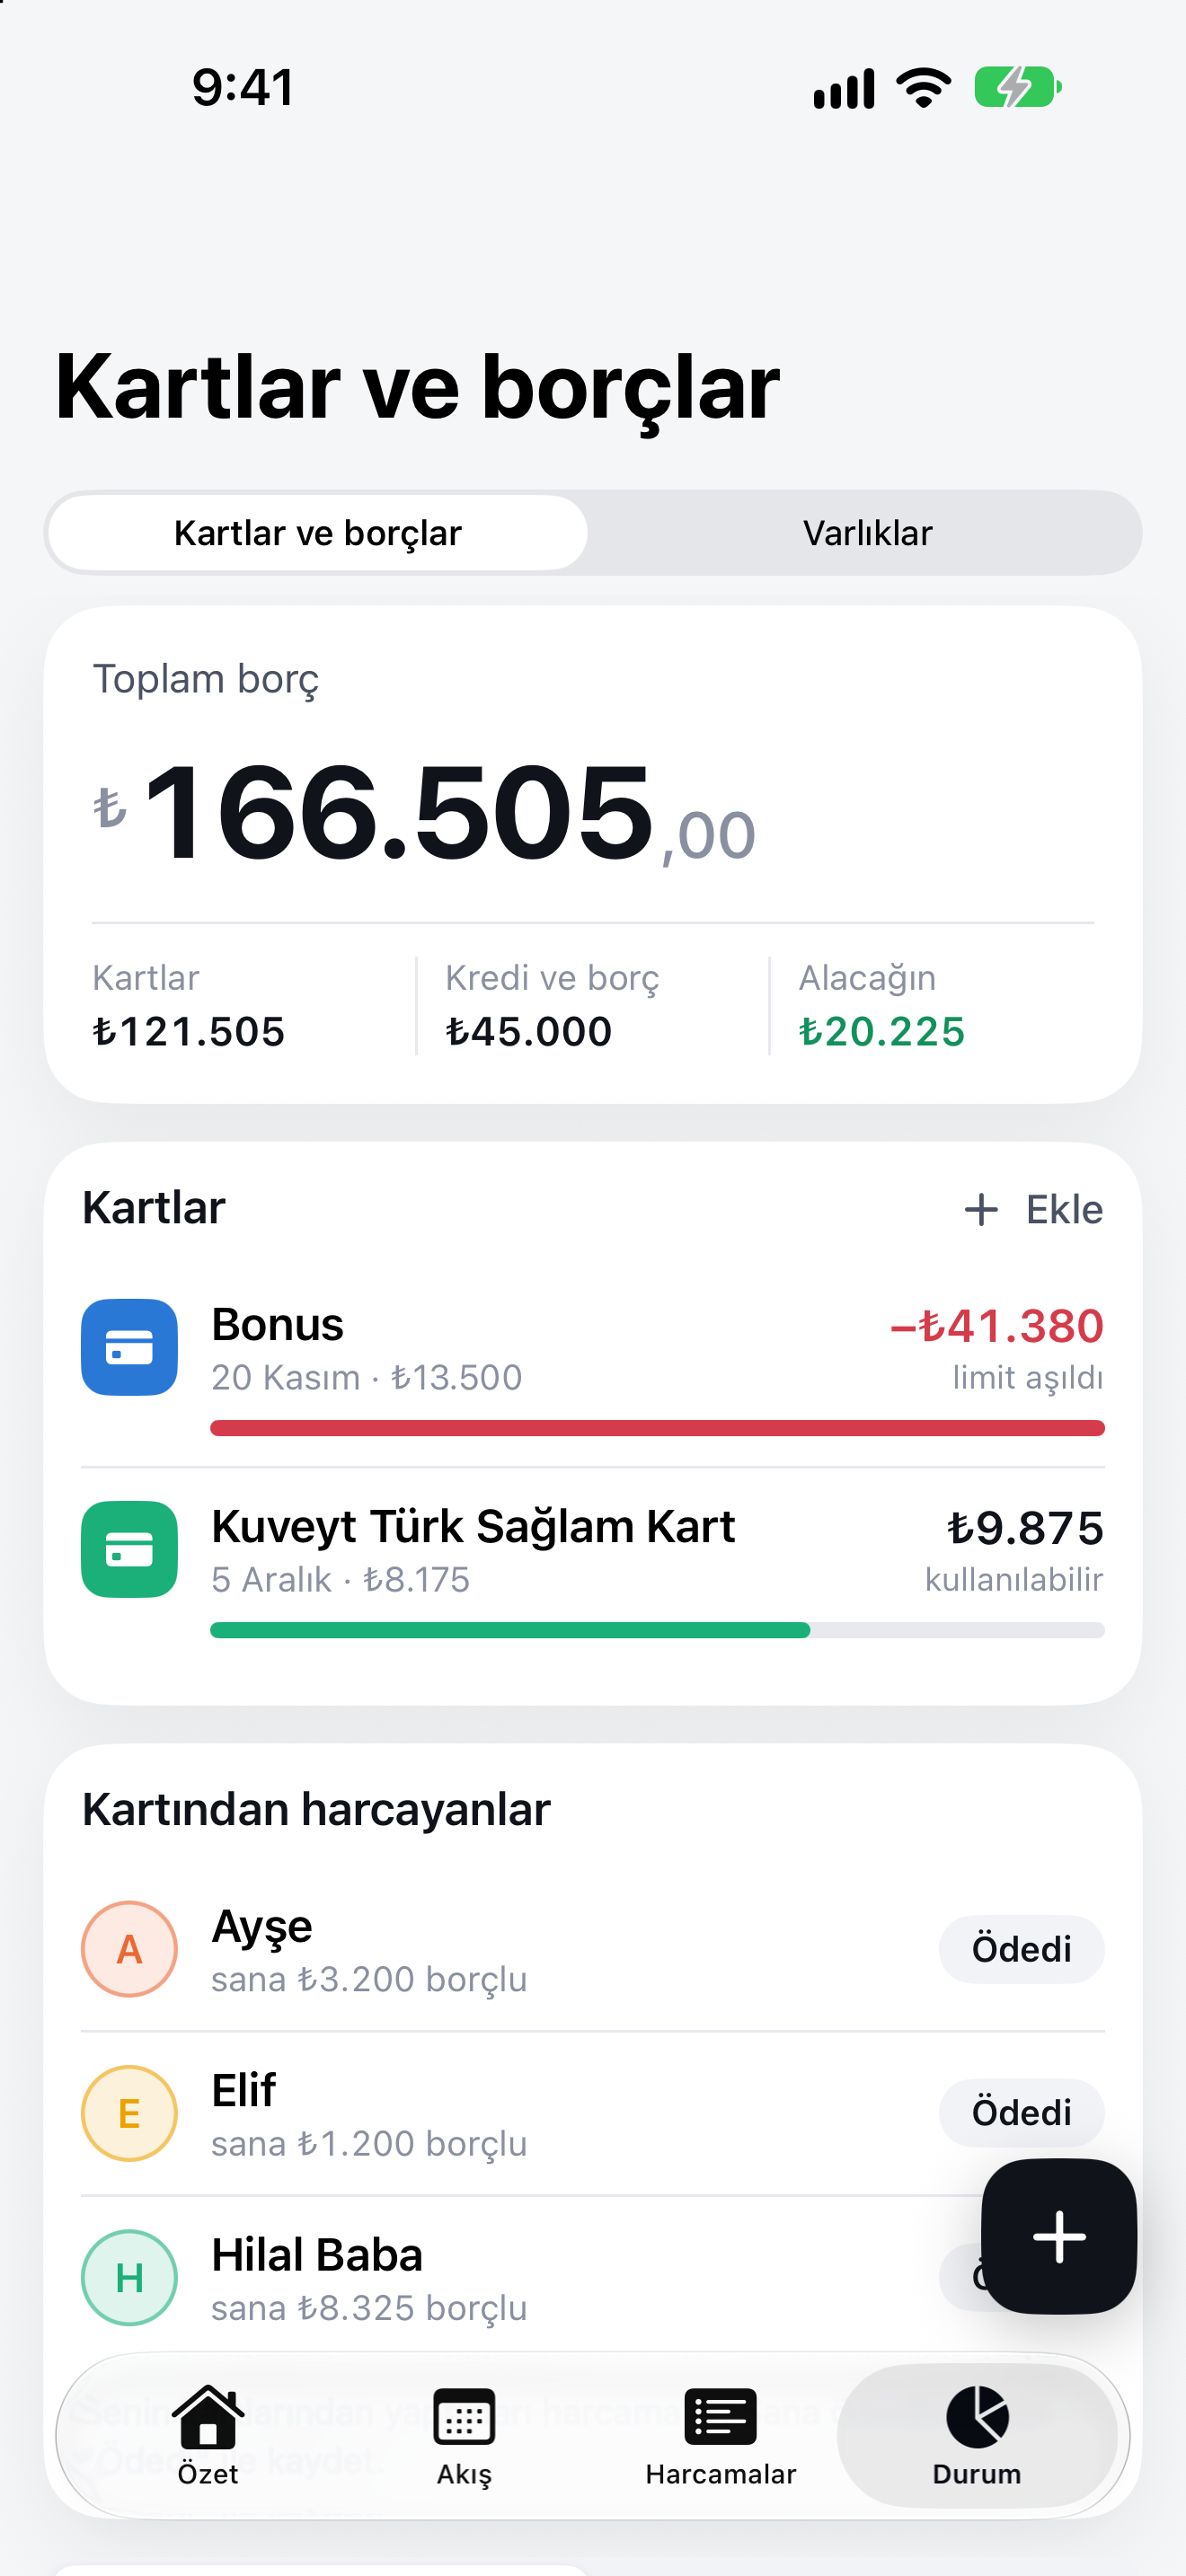 9:41
Kartlar ve borçlar
Kartlar ve borçlar
Varlıklar
Toplam borç
₺166.505,00
Kartlar
Kredi ve borç
Alacağın
₺121.505
₺45.000
₺20.225
Kartlar
+ Ekle
Bonus
−₺41.380
20 Kasım · ₺13.500
limit aşıldı
Kuveyt Türk Sağlam Kart
₺9.875
5 Aralık · ₺8.175
kullanılabilir
Kartından harcayanlar
A
Ayşe
sana ₺3.200 borçlu
Ödedi
E
Elif
sana ₺1.200 borçlu
Ödedi
H
Hilal Baba
sana ₺8.325 borçlu
Özet
Akış
Harcamalar
Durum